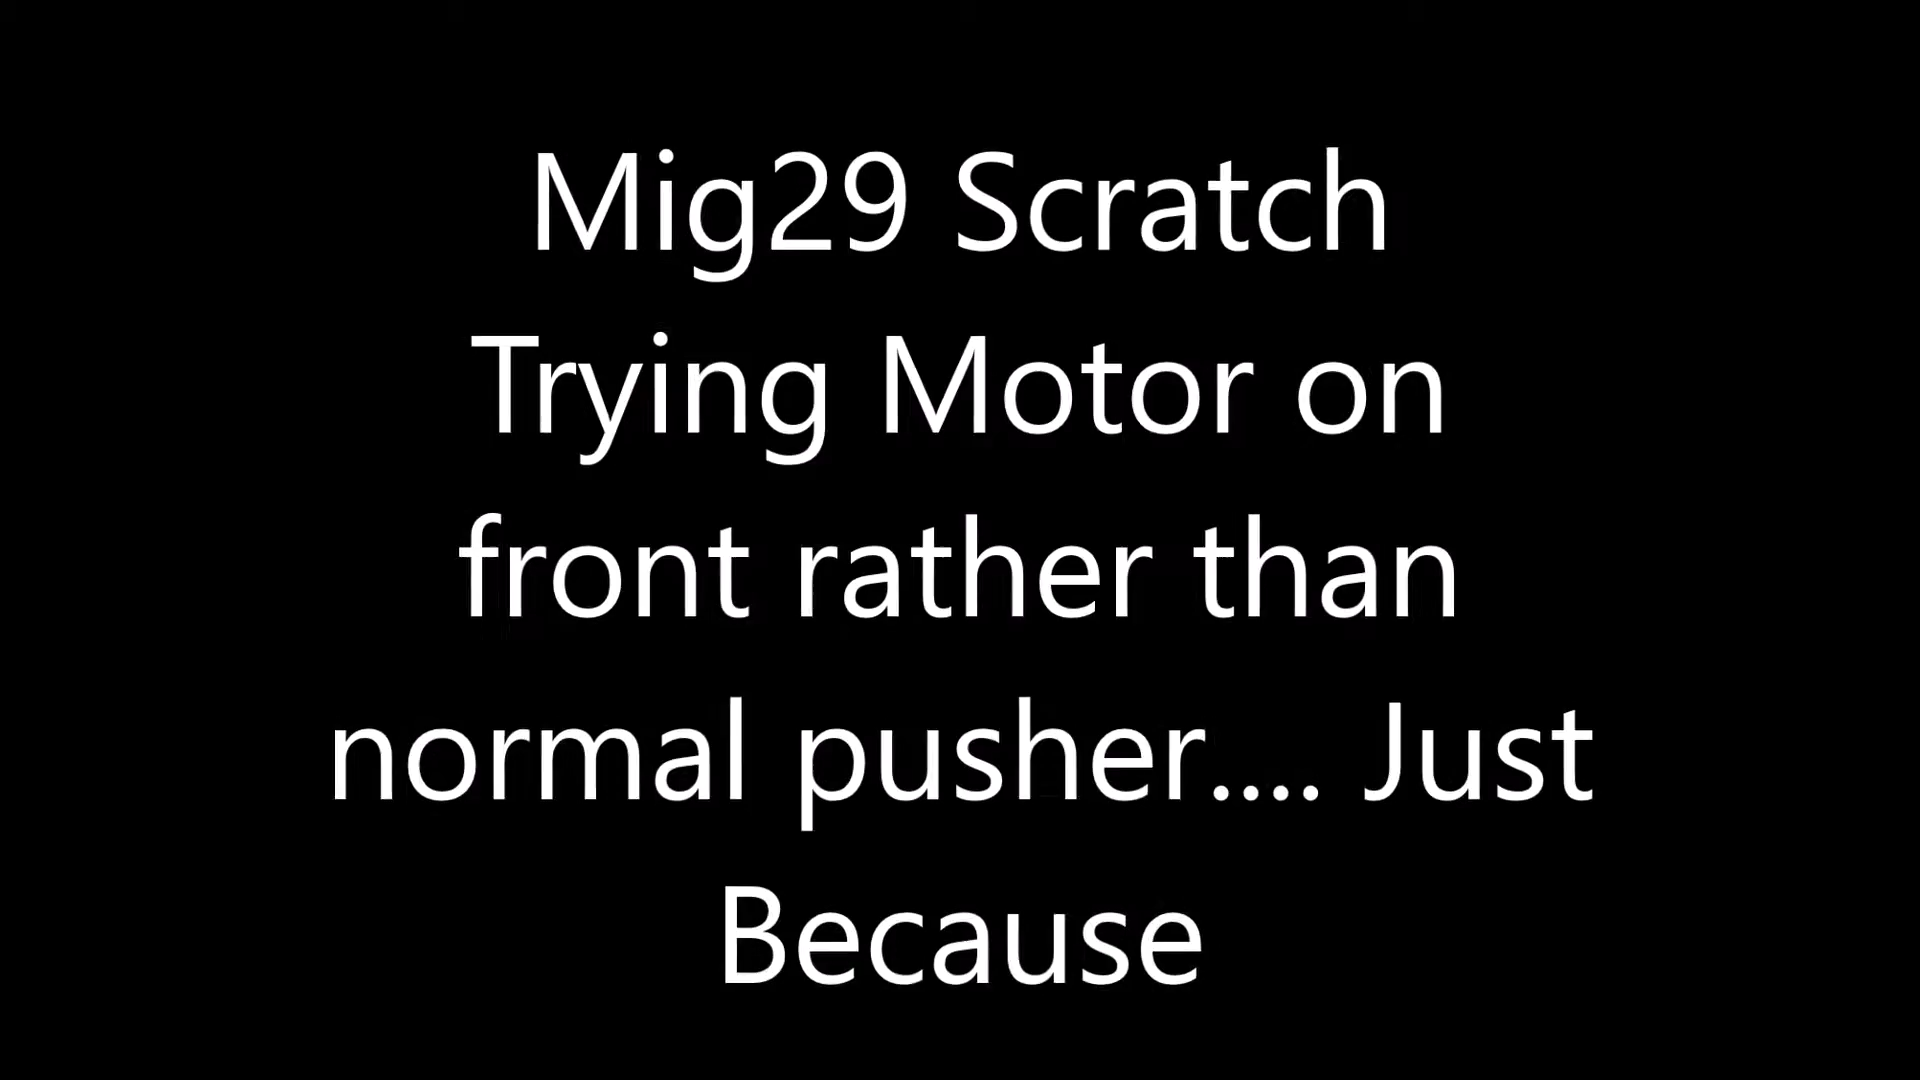 Mig29 Scratch
Trying Motor on
front rather than
normal pusher.... Just
Because